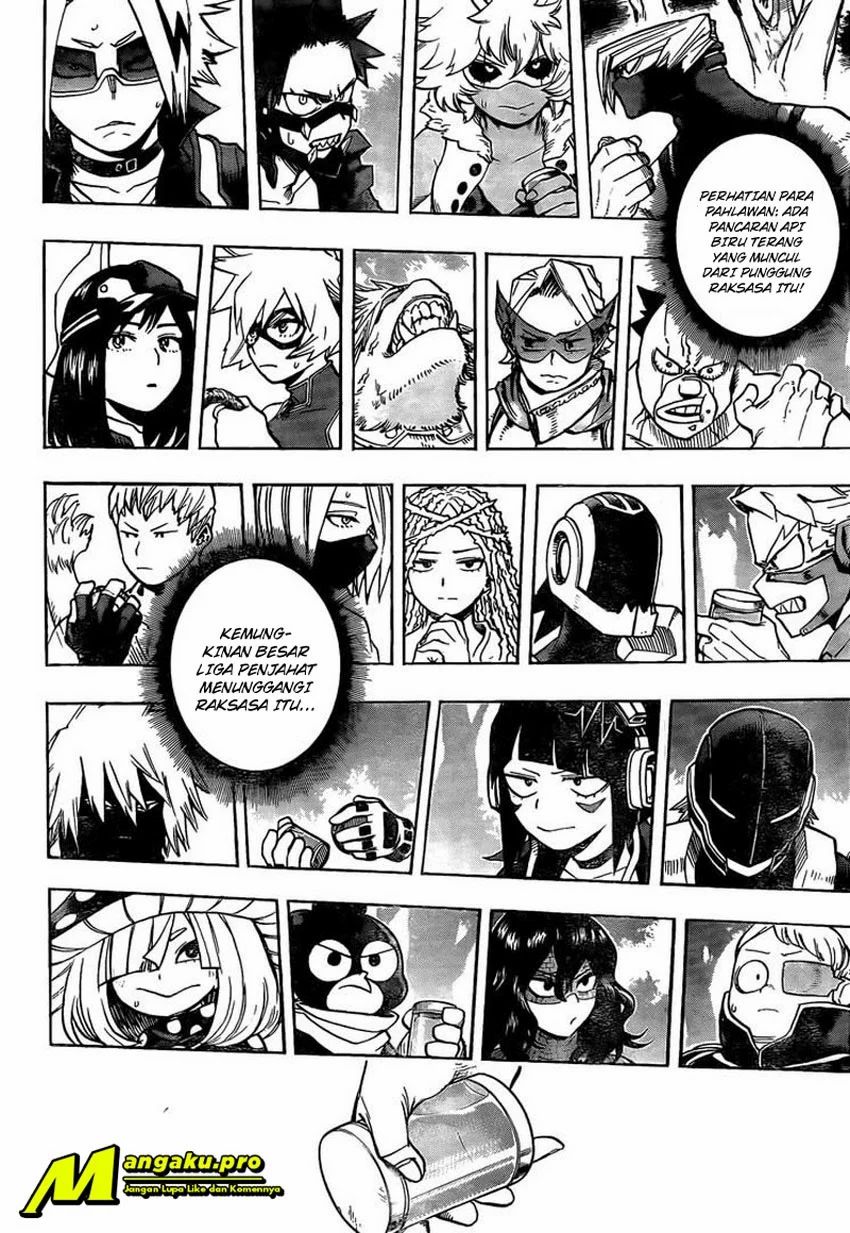 PERHATIAN PARA
PAHLAWAN: ADA
PANCARAN API
BIRU TERANG
YANG MUNCUL
DARI PUNGGUNG
RAKSASA ITU!
KEMUNG-
KINAN BESAR
LIGA PENJAHAT
MENUNGGANGI
RAKSASA ITU...
Mangaku.pro
Jangan Lupa Like dan Komennya